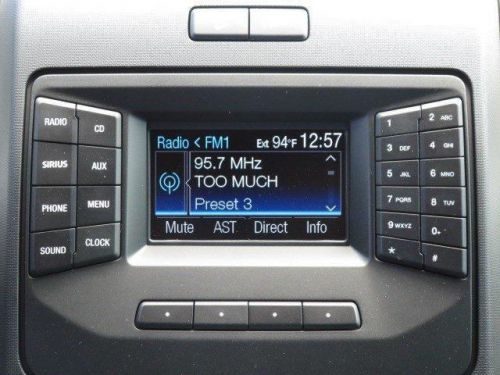 Radio < FM1 Ext 94°F 12:57
95.7 MHz
TOO MUCH
Preset 3
Mute AST Direct Info
RADIO CD
SIRIUS AUX
PHONE MENU
SOUND CLOCK
1 2 ABC
3 DEF 4 GHI
5 JKL 6 MNO
7 PQRS 8 TUV
9 WXYZ 0+
* #